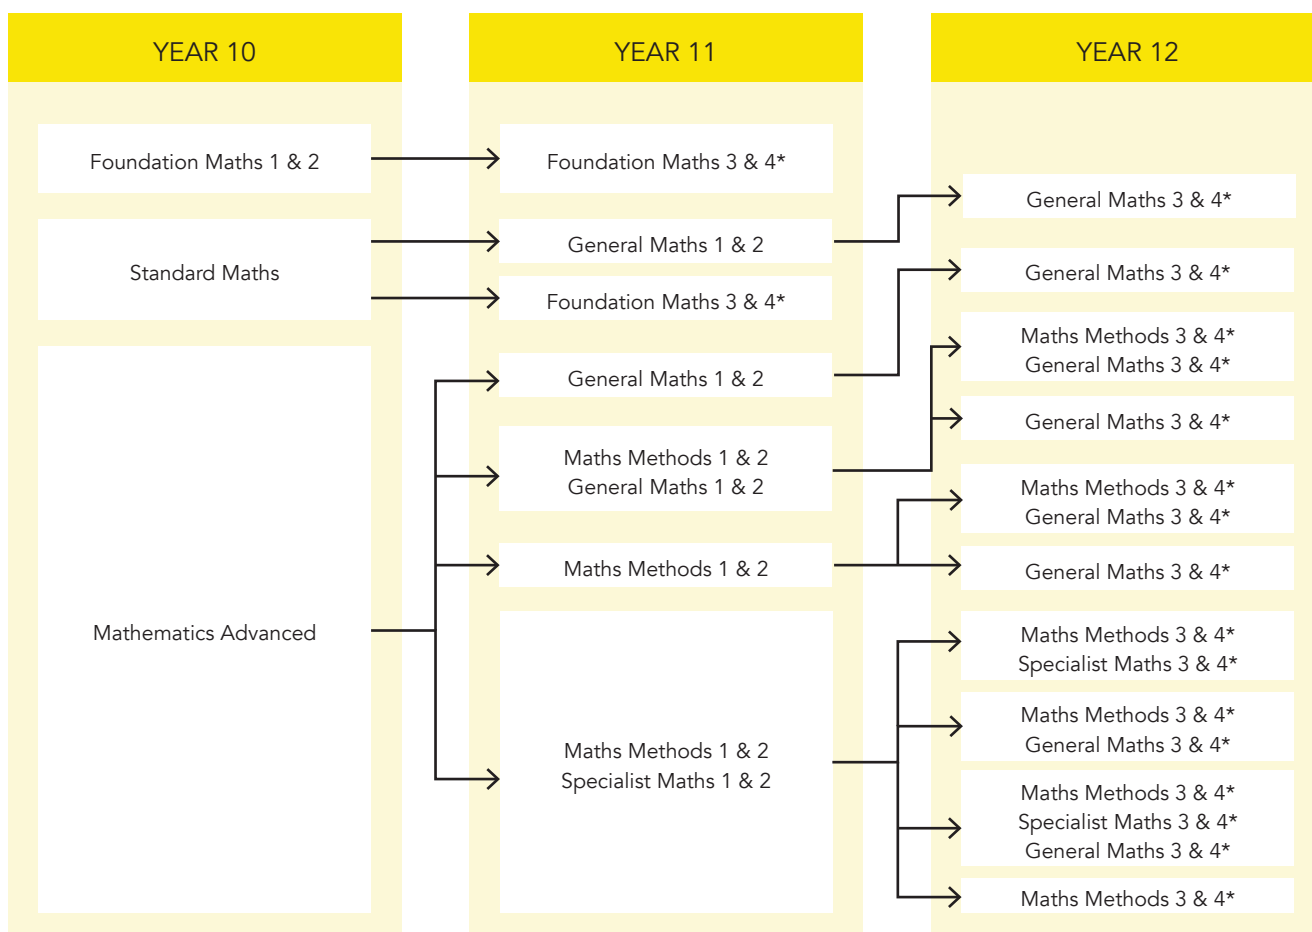 YEAR 10
Foundation Maths 1 & 2
Standard Maths
Mathematics Advanced
YEAR 11
Foundation Maths 3 & 4*
General Maths 1 & 2
Foundation Maths 3 & 4*
General Maths 1 & 2
Maths Methods 1 & 2
General Maths 1 & 2
Maths Methods 1 & 2
Maths Methods 1 & 2
Specialist Maths 1 & 2
YEAR 12
General Maths 3 & 4*
General Maths 3 & 4*
Maths Methods 3 & 4*
General Maths 3 & 4*
General Maths 3 & 4*
Maths Methods 3 & 4*
General Maths 3 & 4*
General Maths 3 & 4*
Maths Methods 3 & 4*
Specialist Maths 3 & 4*
Maths Methods 3 & 4*
General Maths 3 & 4*
Maths Methods 3 & 4*
Specialist Maths 3 & 4*
General Maths 3 & 4*
Maths Methods 3 & 4*